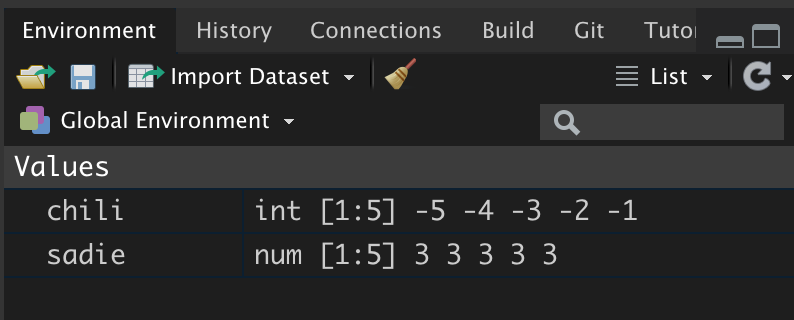 Environment History Connections Build Git Tutor
Import Dataset List
Global Environment
Values
chili int [1:5] -5 -4 -3 -2 -1
sadie num [1:5] 3 3 3 3 3